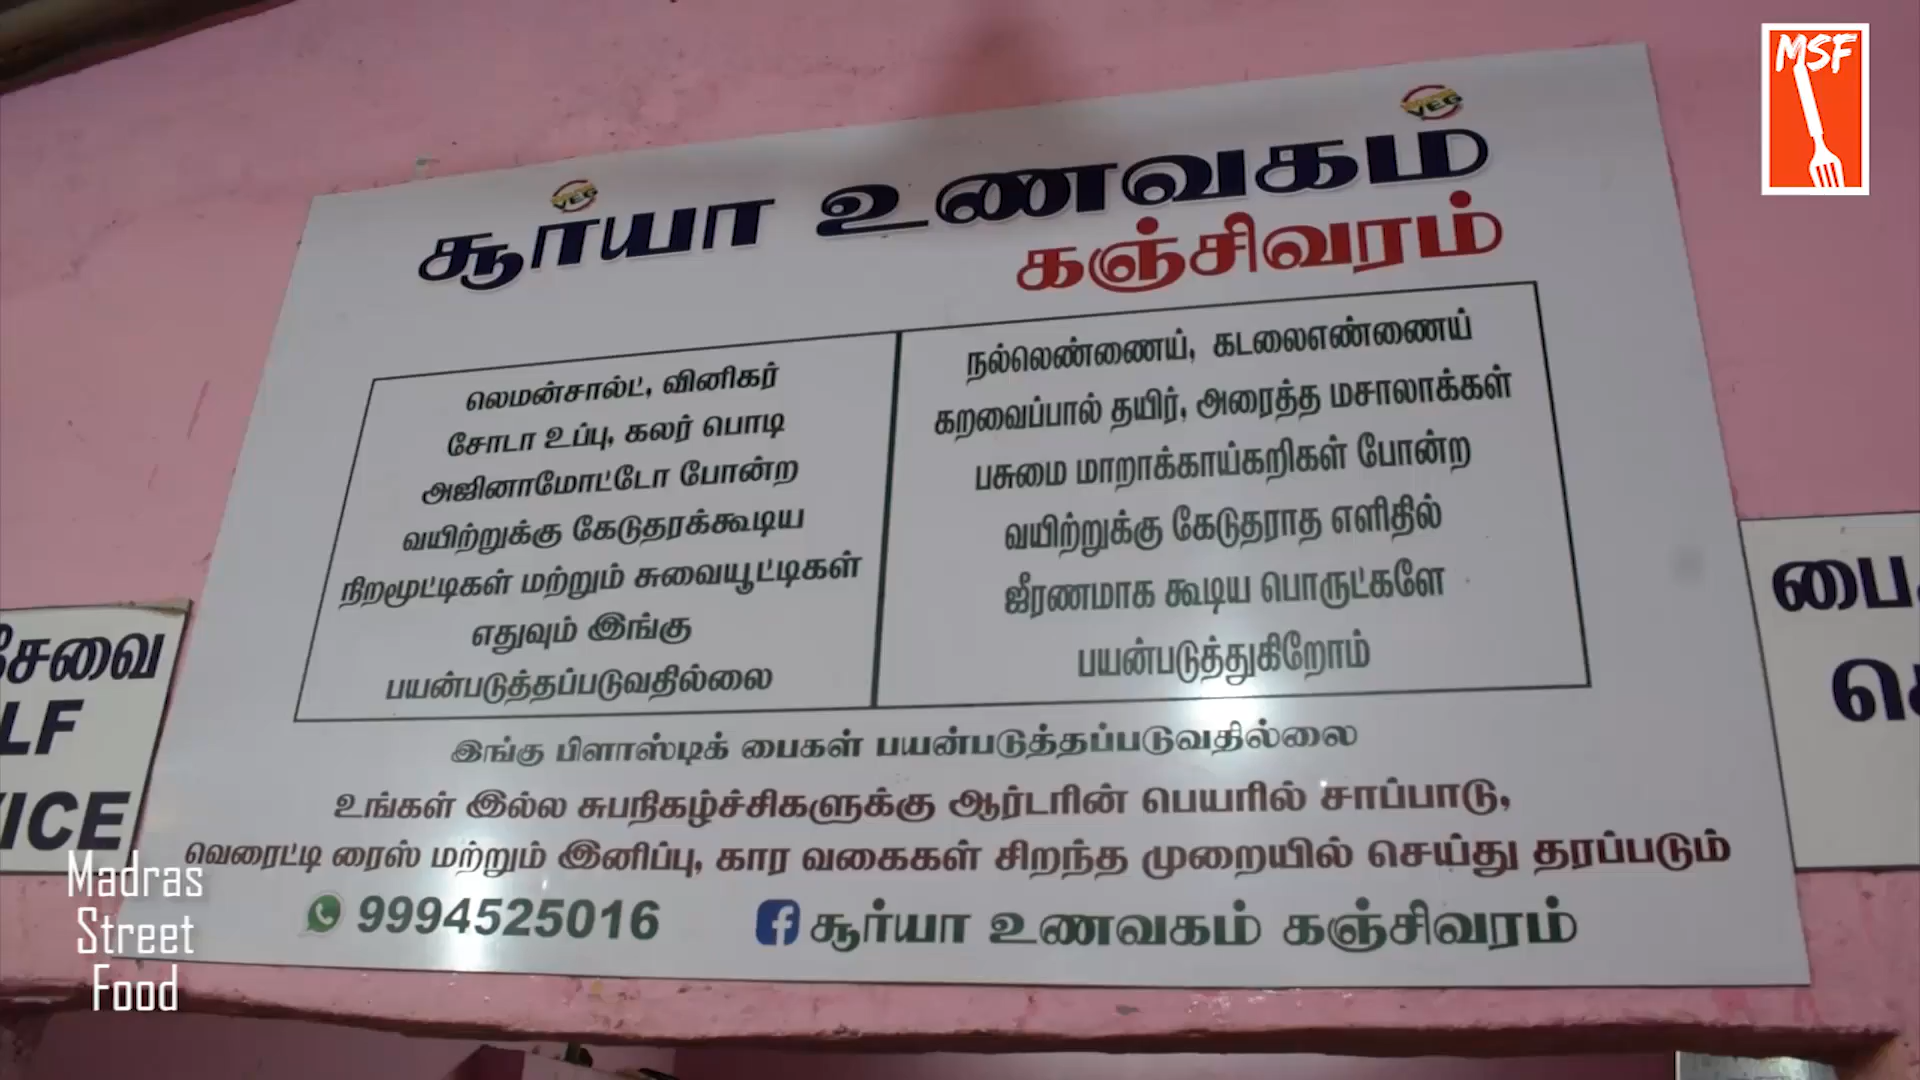 MSF
VEG
VEG
சூர்யா உணவகம்
கஞ்சிவரம்
லெமன்சால்ட், வினிகர்
சோடா உப்பு, கலர் பொடி
அஜினாமோட்டோ போன்ற
வயிற்றுக்கு கேடுதரக்கூடிய
நிறமூட்டிகள் மற்றும் சுவையூட்டிகள்
எதுவும் இங்கு
பயன்படுத்தப்படுவதில்லை
நல்லெண்ணைய், கடலைஎண்ணைய்
கறவைப்பால் தயிர், அரைத்த மசாலாக்கள்
பசுமை மாறாக்காய்கறிகள் போன்ற
வயிற்றுக்கு கேடுதராத எளிதில்
ஜீரணமாக கூடிய பொருட்களே
பயன்படுத்துகிறோம்
இங்கு பிளாஸ்டிக் பைகள் பயன்படுத்தப்படுவதில்லை
உங்கள் இல்ல சுபநிகழ்ச்சிகளுக்கு ஆர்டரின் பெயரில் சாப்பாடு,
வெரைட்டி ரைஸ் மற்றும் இனிப்பு, கார வகைகள் சிறந்த முறையில் செய்து தரப்படும்
9994525016
சூர்யா உணவகம் கஞ்சிவரம்
சேவை
LF
ICE
Madras
Street
Food